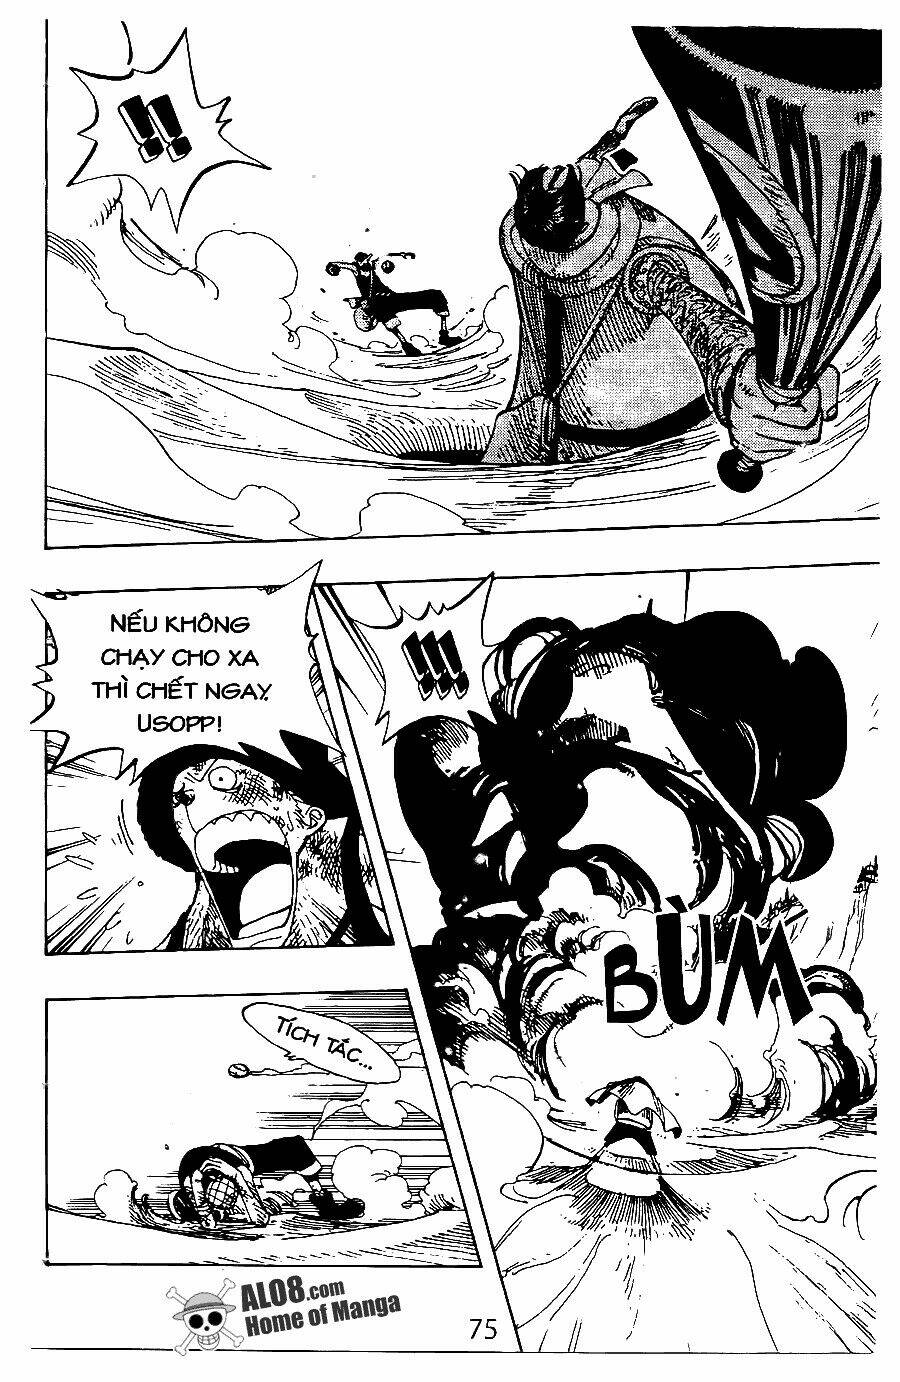 !!
NẾU KHÔNG
CHẠY CHO XA
THÌ CHẾT NGAY.
USOPP!
!!!
BÙM
TÍCH TẮC...
ALO8.com
Home of Manga
75